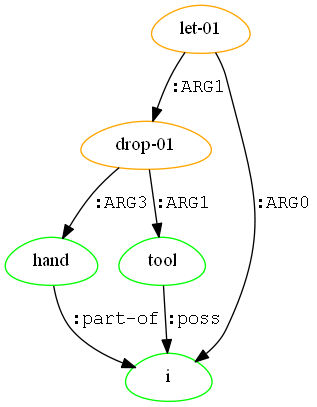 let-01
:ARG1
drop-01
:ARG3 :ARG1 :ARG0
hand tool
:part-of :poss
i